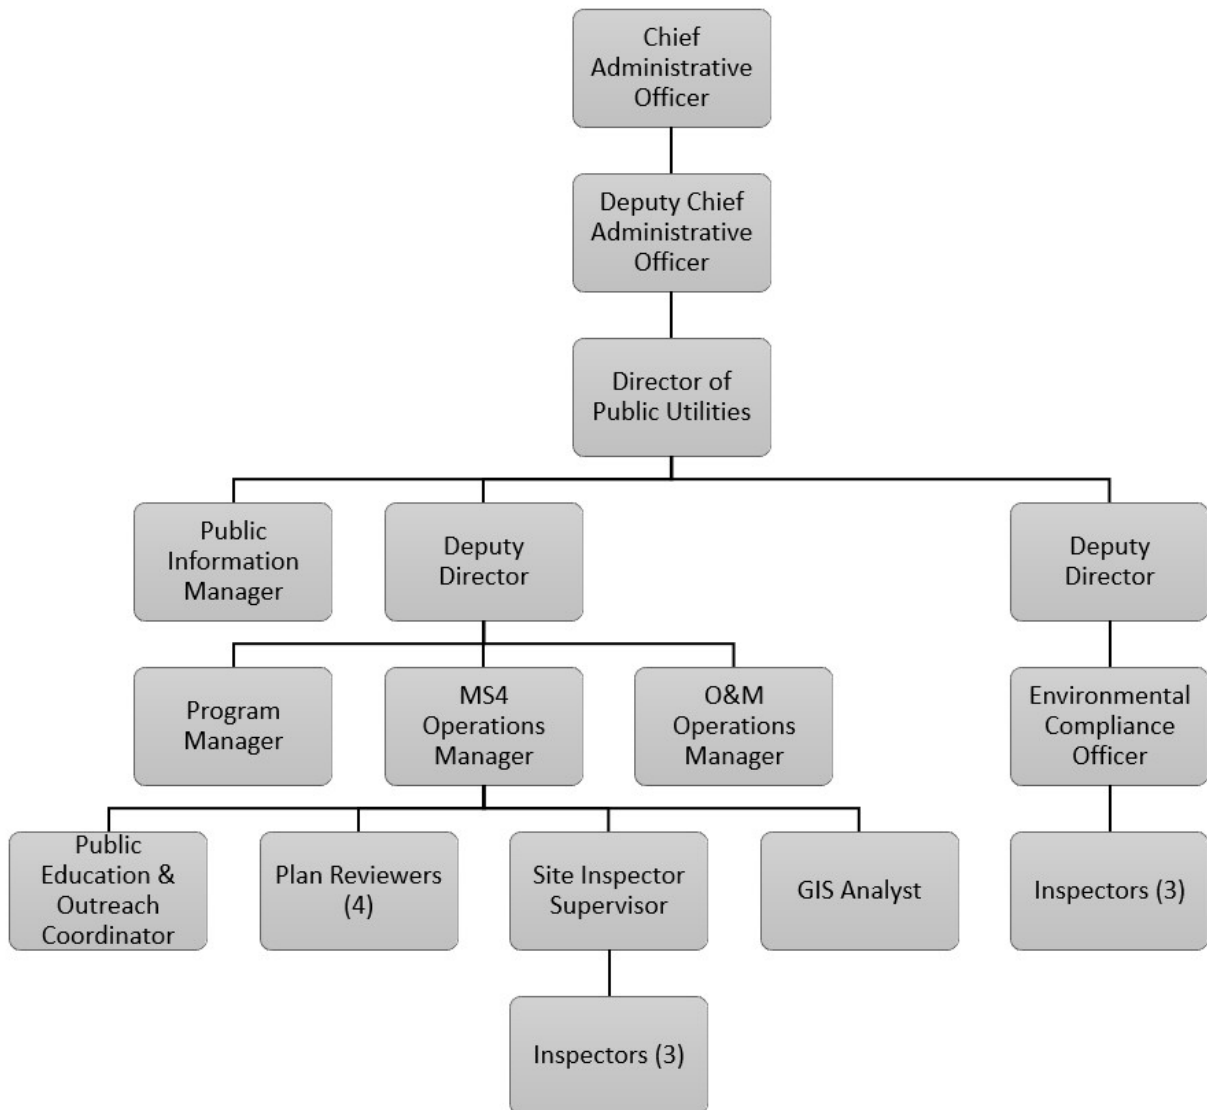 Chief
Administrative
Officer
Deputy Chief
Administrative
Officer
Director of
Public Utilities
Public
Information
Manager
Deputy
Director
Deputy
Director
Program
Manager
MS4
Operations
Manager
O&M
Operations
Manager
Environmental
Compliance
Officer
Public
Education &
Outreach
Coordinator
Plan Reviewers
(4)
Site Inspector
Supervisor
GIS Analyst
Inspectors (3)
Inspectors (3)